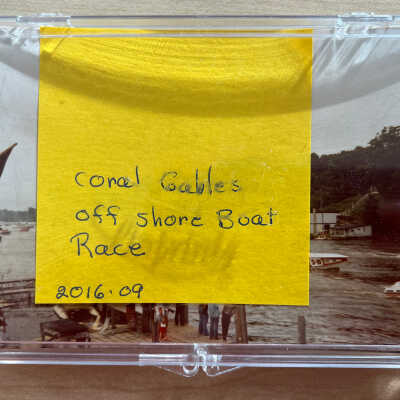 Coral Gables
off shore Boat
Race
2016.09